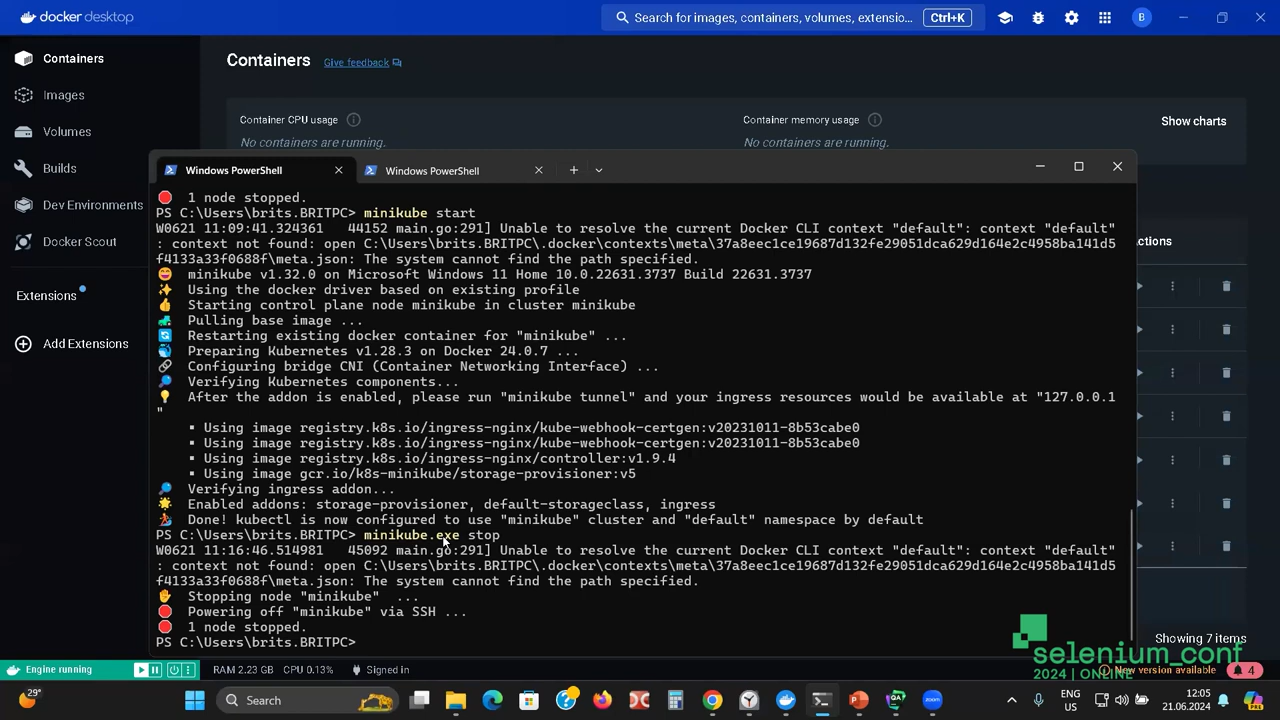 docker desktop
Search for images, containers, volumes, extensio...
Ctrl+K
B
Containers
Images
Volumes
Builds
Dev Environments
Docker Scout
Extensions
Add Extensions
Containers
Give feedback
Container CPU usage
No containers are running.
Container memory usage
No containers are running.
Show charts
ctions
Windows PowerShell
Windows PowerShell
1 node stopped.
PS C:\Users\brits.BRITPC> minikube start
W0621 11:09:41.324361   44152 main.go:291] Unable to resolve the current Docker CLI context "default": context "default"
: context not found: open C:\Users\brits.BRITPC\.docker\contexts\meta\37a8eec1ce19687d132fe29051dca629d164e2c4958ba141d5
f4133a33f0688f\meta.json: The system cannot find the path specified.
minikube v1.32.0 on Microsoft Windows 11 Home 10.0.22631.3737 Build 22631.3737
Using the docker driver based on existing profile
Starting control plane node minikube in cluster minikube
Pulling base image ...
Restarting existing docker container for "minikube" ...
Preparing Kubernetes v1.28.3 on Docker 24.0.7 ...
Configuring bridge CNI (Container Networking Interface) ...
Verifying Kubernetes components...
After the addon is enabled, please run "minikube tunnel" and your ingress resources would be available at "127.0.0.1
"
▪ Using image registry.k8s.io/ingress-nginx/kube-webhook-certgen:v20231011-8b53cabe0
▪ Using image registry.k8s.io/ingress-nginx/kube-webhook-certgen:v20231011-8b53cabe0
▪ Using image registry.k8s.io/ingress-nginx/controller:v1.9.4
▪ Using image gcr.io/k8s-minikube/storage-provisioner:v5
Verifying ingress addon...
Enabled addons: storage-provisioner, default-storageclass, ingress
Done! kubectl is now configured to use "minikube" cluster and "default" namespace by default
PS C:\Users\brits.BRITPC> minikube.exe stop
W0621 11:16:46.514981   45092 main.go:291] Unable to resolve the current Docker CLI context "default": context "default"
: context not found: open C:\Users\brits.BRITPC\.docker\contexts\meta\37a8eec1ce19687d132fe29051dca629d164e2c4958ba141d5
f4133a33f0688f\meta.json: The system cannot find the path specified.
Stopping node "minikube"  ...
Powering off "minikube" via SSH ...
1 node stopped.
PS C:\Users\brits.BRITPC>
Showing 7 items
selenium_conf
2024 | ONLINE
Engine running
RAM 2.23 GB
CPU 0.13%
Signed in
New version available
4
29°
Search
ENG
QA
zoom
PRE
12:05
21.06.2024